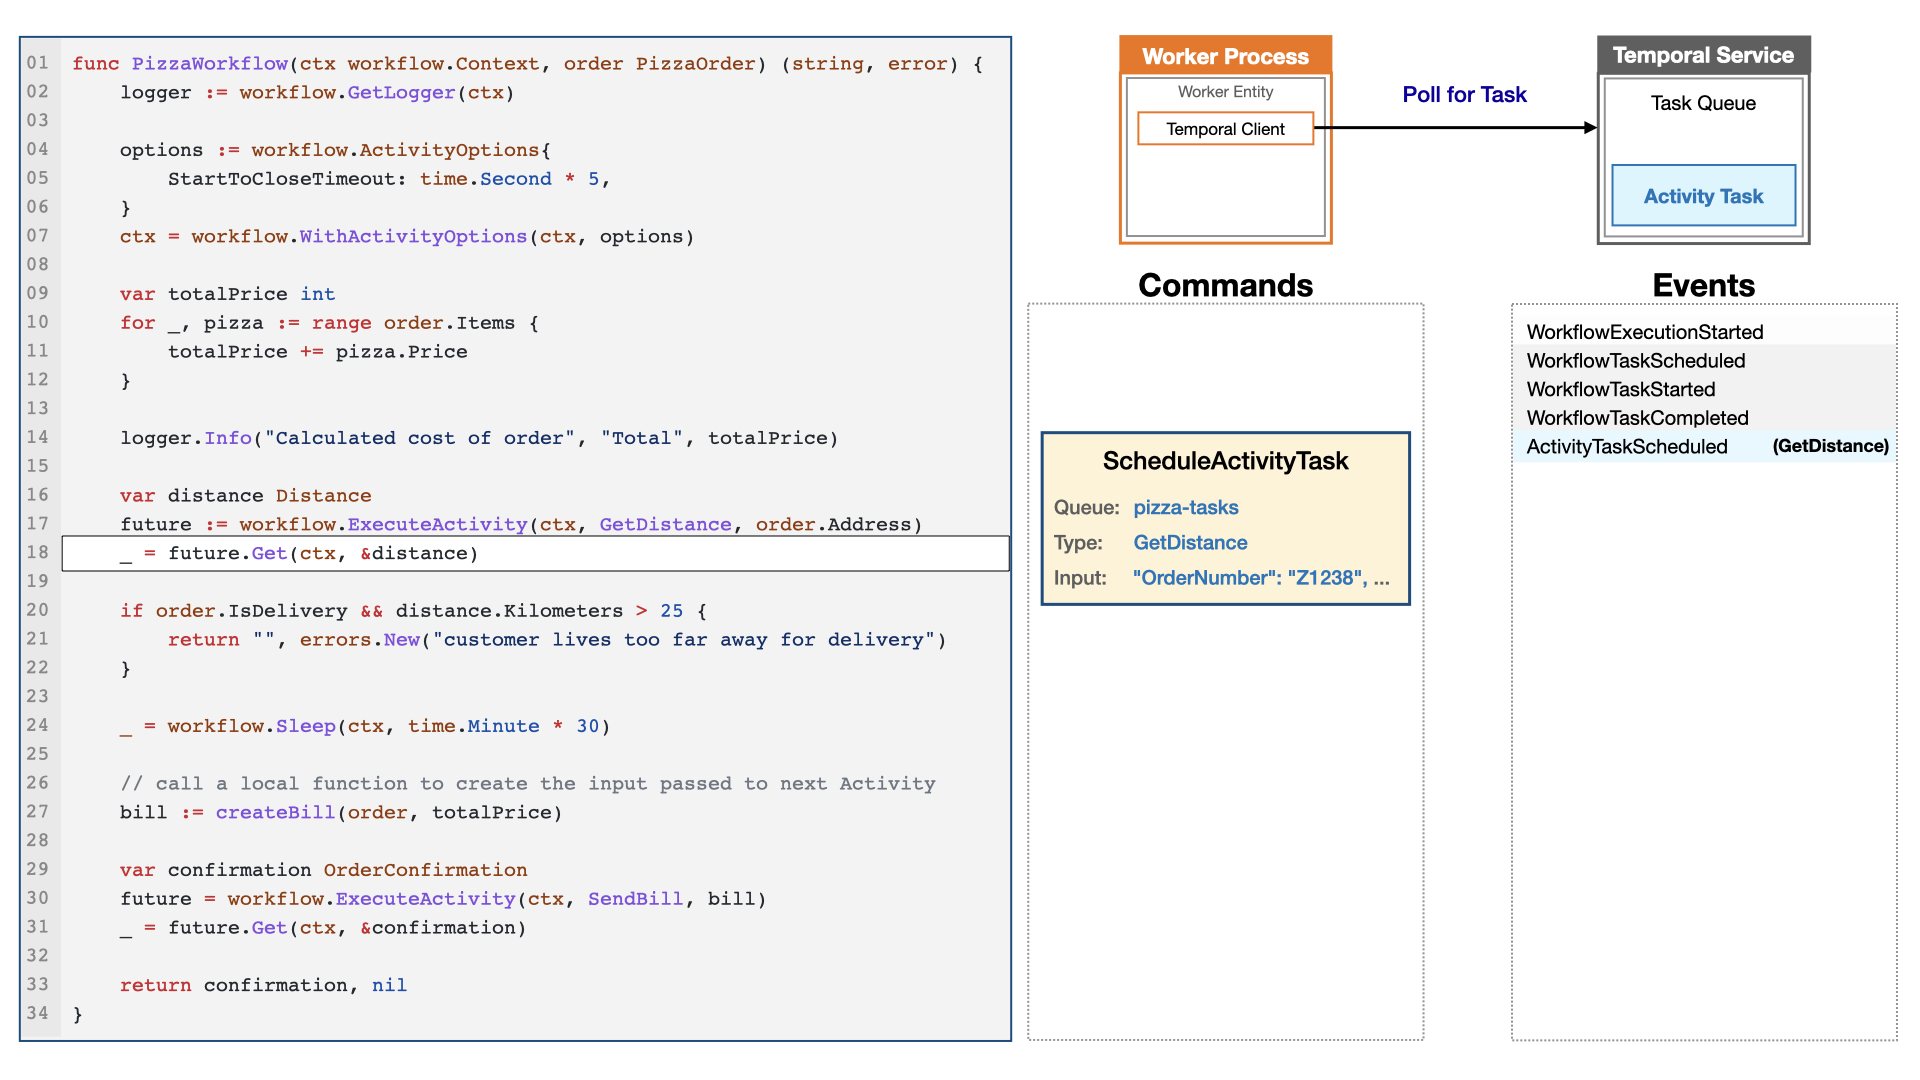 01 func PizzaWorkflow(ctx workflow.Context, order PizzaOrder) (string, error) {
02     logger := workflow.GetLogger(ctx)
03
04     options := workflow.ActivityOptions{
05         StartToCloseTimeout: time.Second * 5,
06     }
07     ctx = workflow.WithActivityOptions(ctx, options)
08
09     var totalPrice int
10     for _, pizza := range order.Items {
11         totalPrice += pizza.Price
12     }
13
14     logger.Info("Calculated cost of order", "Total", totalPrice)
15
16     var distance Distance
17     future := workflow.ExecuteActivity(ctx, GetDistance, order.Address)
18     _ = future.Get(ctx, &distance)
19
20     if order.IsDelivery && distance.Kilometers > 25 {
21         return "", errors.New("customer lives too far away for delivery")
22     }
23
24     _ = workflow.Sleep(ctx, time.Minute * 30)
25
26     // call a local function to create the input passed to next Activity
27     bill := createBill(order, totalPrice)
28
29     var confirmation OrderConfirmation
30     future = workflow.ExecuteActivity(ctx, SendBill, bill)
31     _ = future.Get(ctx, &confirmation)
32
33     return confirmation, nil
34 }
Worker Process
Worker Entity
Temporal Client
Poll for Task
Temporal Service
Task Queue
Activity Task
Commands
ScheduleActivityTask
Queue: pizza-tasks
Type: GetDistance
Input: "OrderNumber": "Z1238", ...
Events
WorkflowExecutionStarted
WorkflowTaskScheduled
WorkflowTaskStarted
WorkflowTaskCompleted
ActivityTaskScheduled (GetDistance)